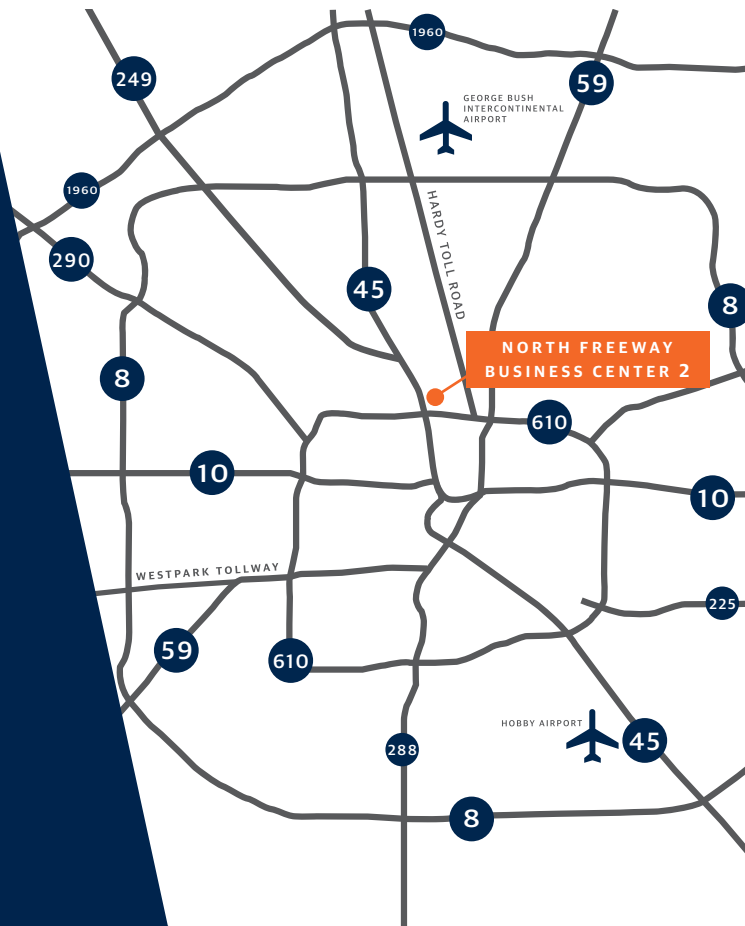 1960
249
59
GEORGE BUSH
INTERCONTINENTAL
AIRPORT
1960
HARDY TOLL ROAD
290
45
8
NORTH FREEWAY
BUSINESS CENTER 2
8
610
10
10
WESTPARK TOLLWAY
225
59
610
HOBBY AIRPORT
45
288
8